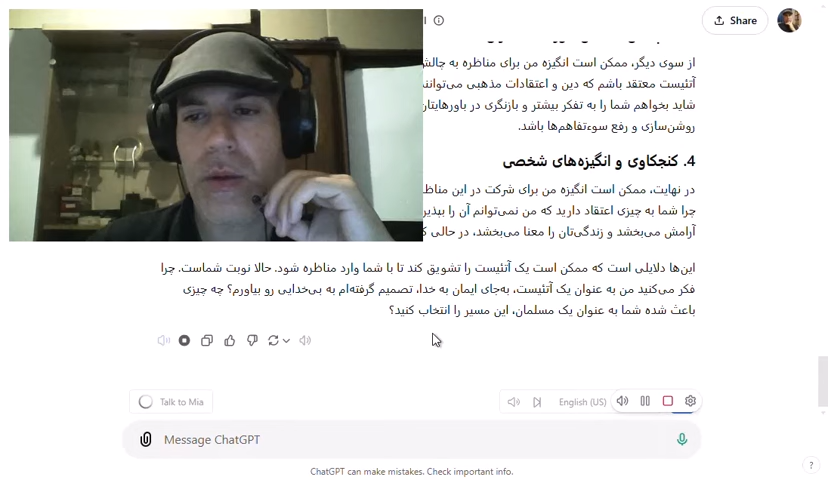 Share
از سوی دیگر، ممکن است انگیزه من برای مناظره به چالش
آتئیست معتقد باشم که دین و اعتقادات مذهبی می‌توانند
شاید بخواهم شما را به تفکر بیشتر و بازنگری در باورهایتان
روشن‌سازی و رفع سوءتفاهم‌ها باشد.
4. کنجکاوی و انگیزه‌های شخصی
در نهایت، ممکن است انگیزه من برای شرکت در این
چرا شما به چیزی اعتقاد دارید که من نمی‌توانم آن را
آرامش می‌بخشد و زندگی‌تان را معنا می‌بخشد، در حالی
این‌ها دلایلی است که ممکن است یک آتئیست را تشویق کند تا با شما وارد مناظره شود. حالا نوبت شماست. چرا
فکر می‌کنید من به عنوان یک آتئیست، به‌جای ایمان به خدا، تصمیم گرفته‌ام به بی‌خدایی رو بیاورم؟ چه چیزی
باعث شده شما به عنوان یک مسلمان، این مسیر را انتخاب کنید؟
Talk to Mia
English (US)
Message ChatGPT
ChatGPT can make mistakes. Check important info.
?